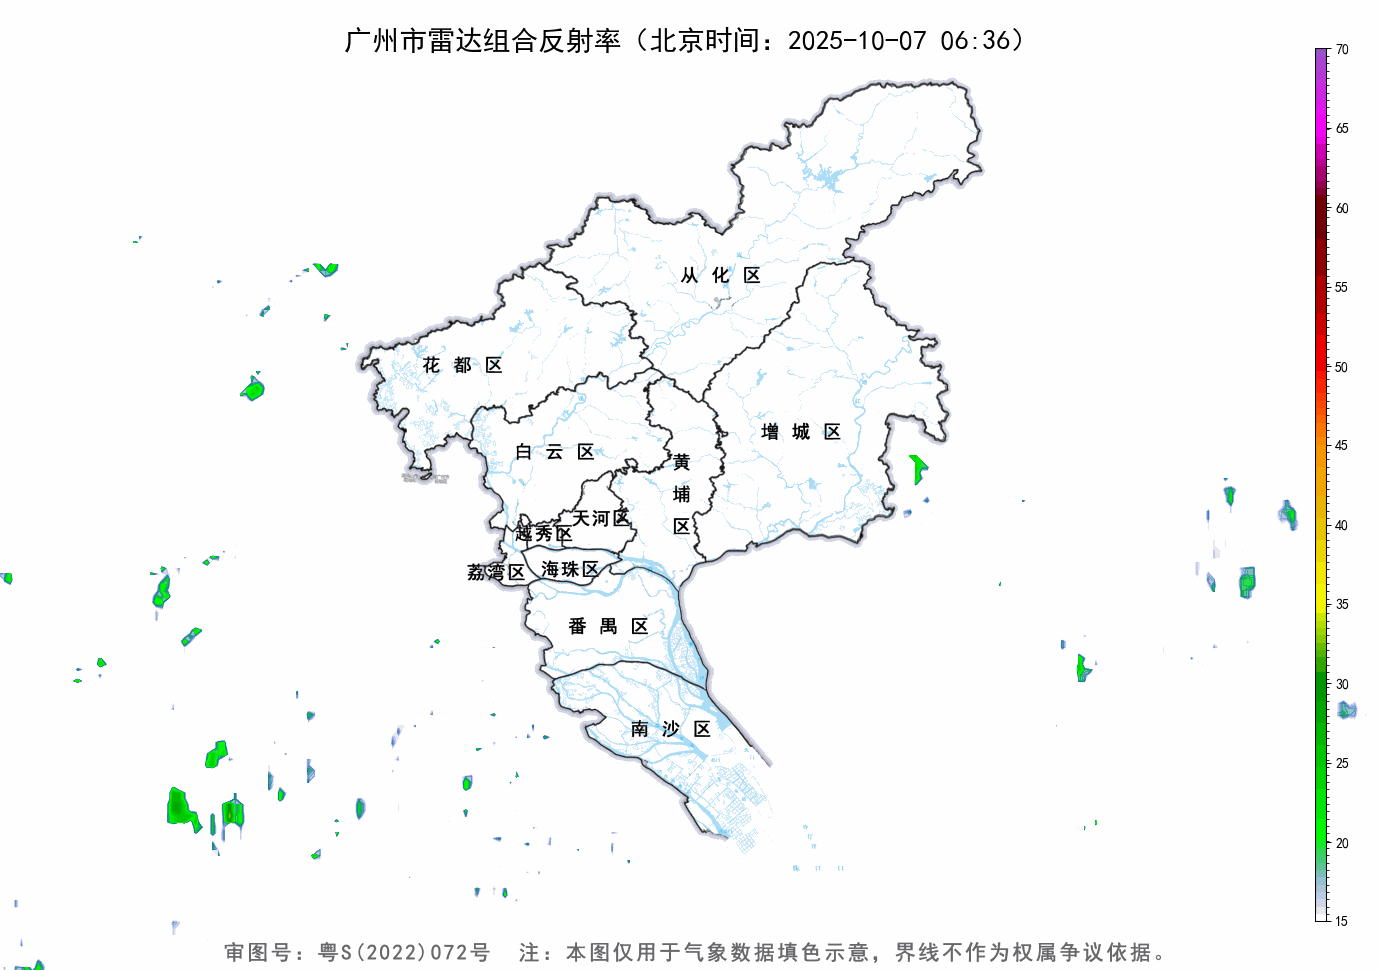 广州市雷达组合反射率（北京时间：2025-10-07 06:36）
70
65
60
55
50
45
40
35
30
25
20
15
从化区
花都区
增城区
白云区
黄埔区
天河区
越秀区
荔湾区
海珠区
番禺区
南沙区
审图号：粤S(2022)072号 注：本图仅用于气象数据填色示意，界线不作为权属争议依据。